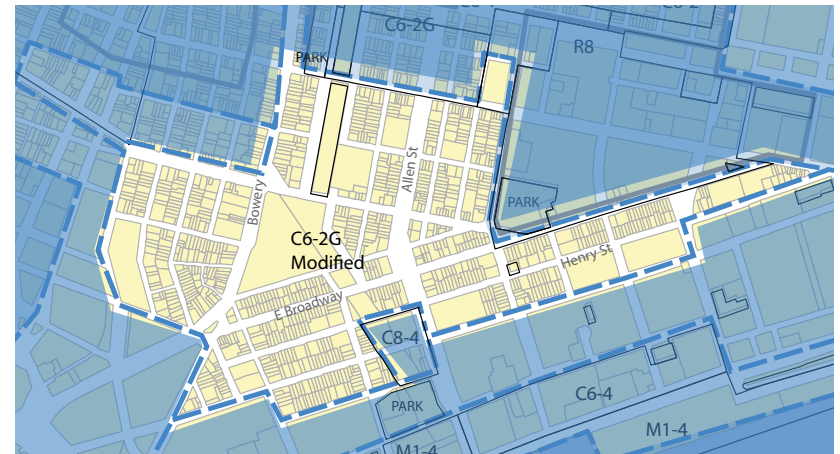 C6-2G
R8
PARK
Allen St
Bowery
PARK
C6-2G
Modified
Henry St
E Broadway
C8-4
C6-4
PARK
M1-4
M1-4